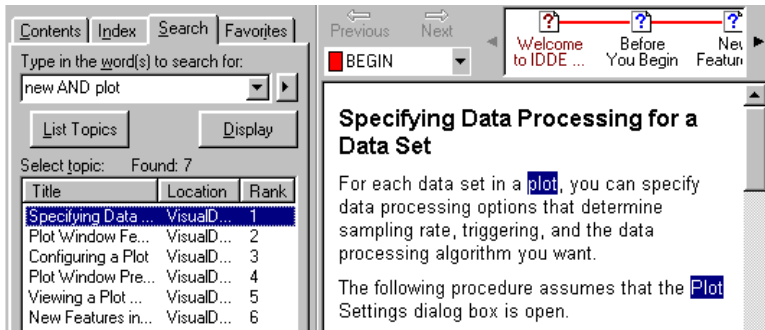 Contents Index Search Favorites
Type in the word(s) to search for:
new AND plot
List Topics Display
Select topic: Found: 7
Title Location Rank
Specifying Data ... VisualD... 1
Plot Window Fe... VisualD... 2
Configuring a Plot VisualD... 3
Plot Window Pre... VisualD... 4
Viewing a Plot ... VisualD... 5
New Features in... VisualD... 6
Previous Next
BEGIN
Welcome
to IDDE ...
Before
You Begin
Specifying Data Processing for a
Data Set
For each data set in a plot, you can specify
data processing options that determine
sampling rate, triggering, and the data
processing algorithm you want.
The following procedure assumes that the Plot
Settings dialog box is open.